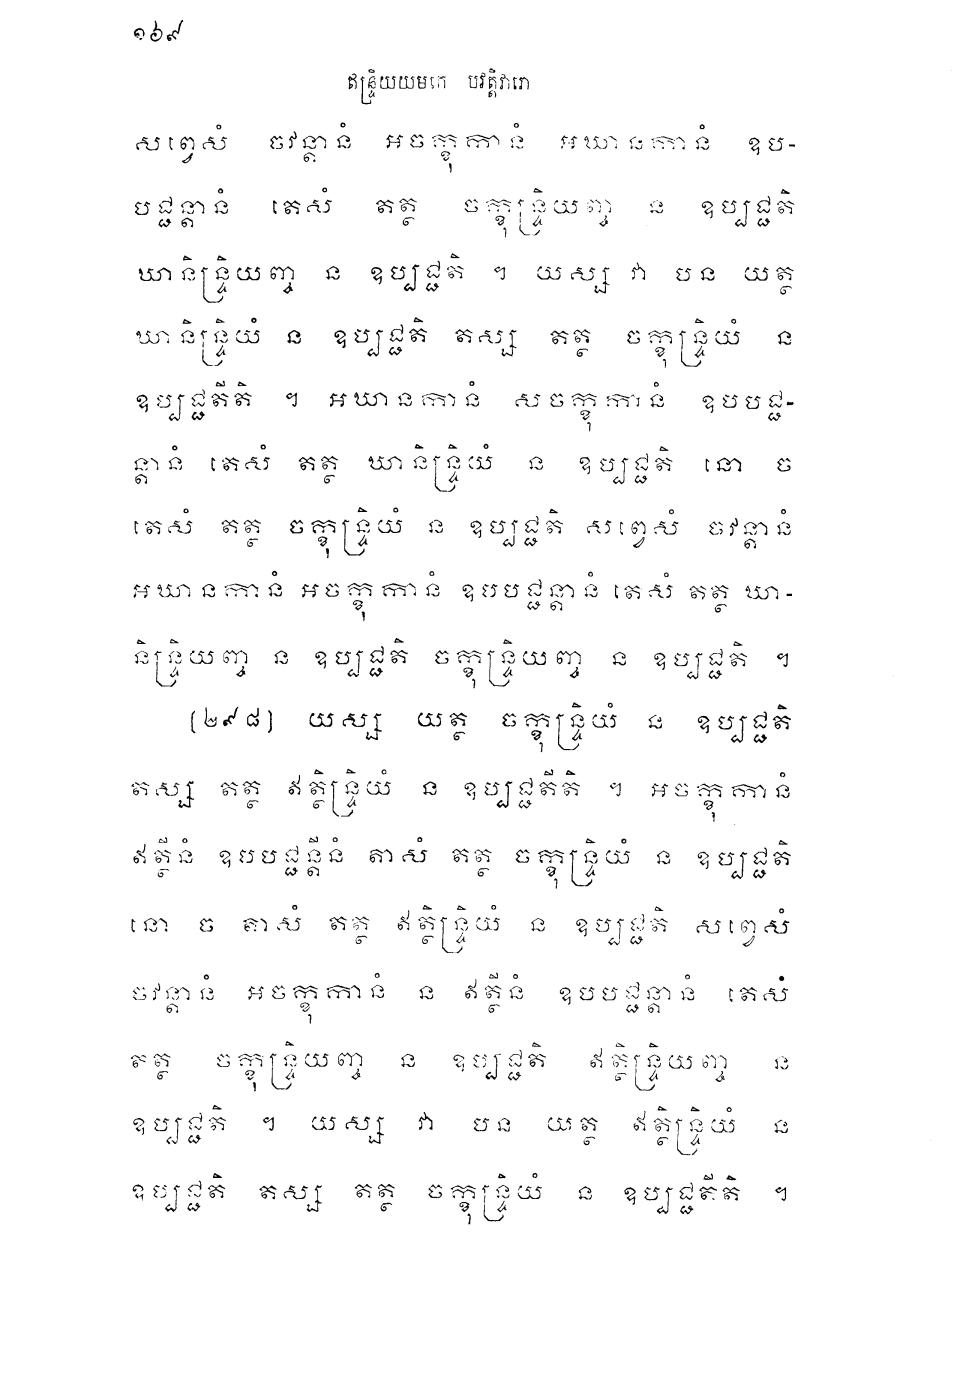 ១៦៩
ឥន្ទ្រិយយមកេ បវត្តិវារោ
សព្វេសំ ចវន្តានំ អចក្ខុកានំ អឃានកានំ ឧប-
បជ្ជន្តានំ តេសំ តត្ថ ចក្ខុន្ទ្រិយញ្ច ន ឧប្បជ្ជតិ
ឃានិន្ទ្រិយញ្ច ន ឧប្បជ្ជតិ ។ យស្ស វា បន យត្ថ
ឃានិន្ទ្រិយំ ន ឧប្បជ្ជតិ តស្ស តត្ថ ចក្ខុន្ទ្រិយំ ន
ឧប្បជ្ជតីតិ ។ អឃានកានំ សចក្ខុកានំ ឧបបជ្ជ-
ន្តានំ តេសំ តត្ថ ឃានិន្ទ្រិយំ ន ឧប្បជ្ជតិ នោ ច
តេសំ តត្ថ ចក្ខុន្ទ្រិយំ ន ឧប្បជ្ជតិ សព្វេសំ ចវន្តានំ
អឃានកានំ អចក្ខុកានំ ឧបបជ្ជន្តានំ តេសំ តត្ថ ឃា-
និន្ទ្រិយញ្ច ន ឧប្បជ្ជតិ ចក្ខុន្ទ្រិយញ្ច ន ឧប្បជ្ជតិ ។
(២៩៨) យស្ស យត្ថ ចក្ខុន្ទ្រិយំ ន ឧប្បជ្ជតិ
តស្ស តត្ថ ឥត្ថិន្ទ្រិយំ ន ឧប្បជ្ជតីតិ ។ អចក្ខុកានំ
ឥត្ថីនំ ឧបបជ្ជន្តីនំ តាសំ តត្ថ ចក្ខុន្ទ្រិយំ ន ឧប្បជ្ជតិ
នោ ច តាសំ តត្ថ ឥត្ថិន្ទ្រិយំ ន ឧប្បជ្ជតិ សព្វេសំ
ចវន្តានំ អចក្ខុកានំ ន ឥត្ថីនំ ឧបបជ្ជន្តានំ តេសំ
តត្ថ ចក្ខុន្ទ្រិយញ្ច ន ឧប្បជ្ជតិ ឥត្ថិន្ទ្រិយញ្ច ន
ឧប្បជ្ជតិ ។ យស្ស វា បន យត្ថ ឥត្ថិន្ទ្រិយំ ន
ឧប្បជ្ជតិ តស្ស តត្ថ ចក្ខុន្ទ្រិយំ ន ឧប្បជ្ជតីតិ ។